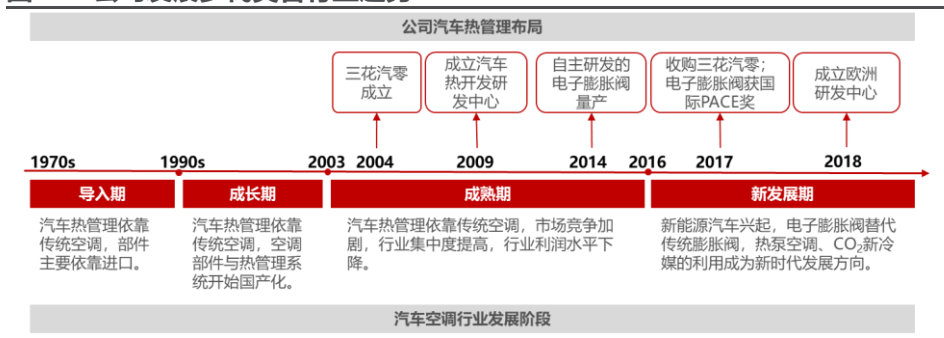 公司汽车热管理布局
三花汽零
成立
成立汽车
热开发研
发中心
自主研发的
电子膨胀阀
量产
收购三花汽零；
电子膨胀阀获国
际PACE奖
成立欧洲
研发中心
1970s 1990s 2003 2004 2009 2014 2016 2017 2018
导入期 成长期 成熟期 新发展期
汽车热管理依靠
传统空调，部件
主要依靠进口。
汽车热管理依靠
传统空调，空调
部件与热管理系
统开始国产化。
汽车热管理依靠传统空调，市场竞争加
剧，行业集中度提高，行业利润水平下
降。
新能源汽车兴起，电子膨胀阀替代
传统膨胀阀，热泵空调、CO₂新冷
媒的利用成为新时代发展方向。
汽车空调行业发展阶段